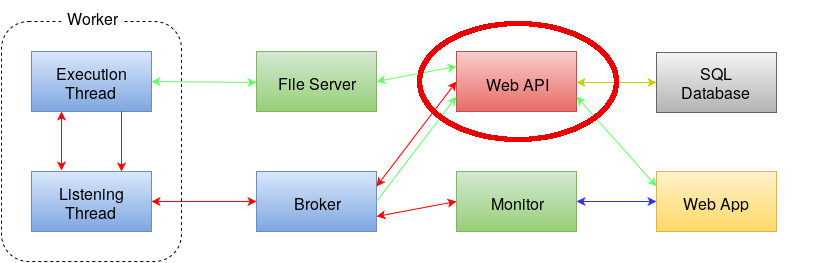 Worker
Execution
Thread
File Server
Web API
SQL
Database
Listening
Thread
Broker
Monitor
Web App